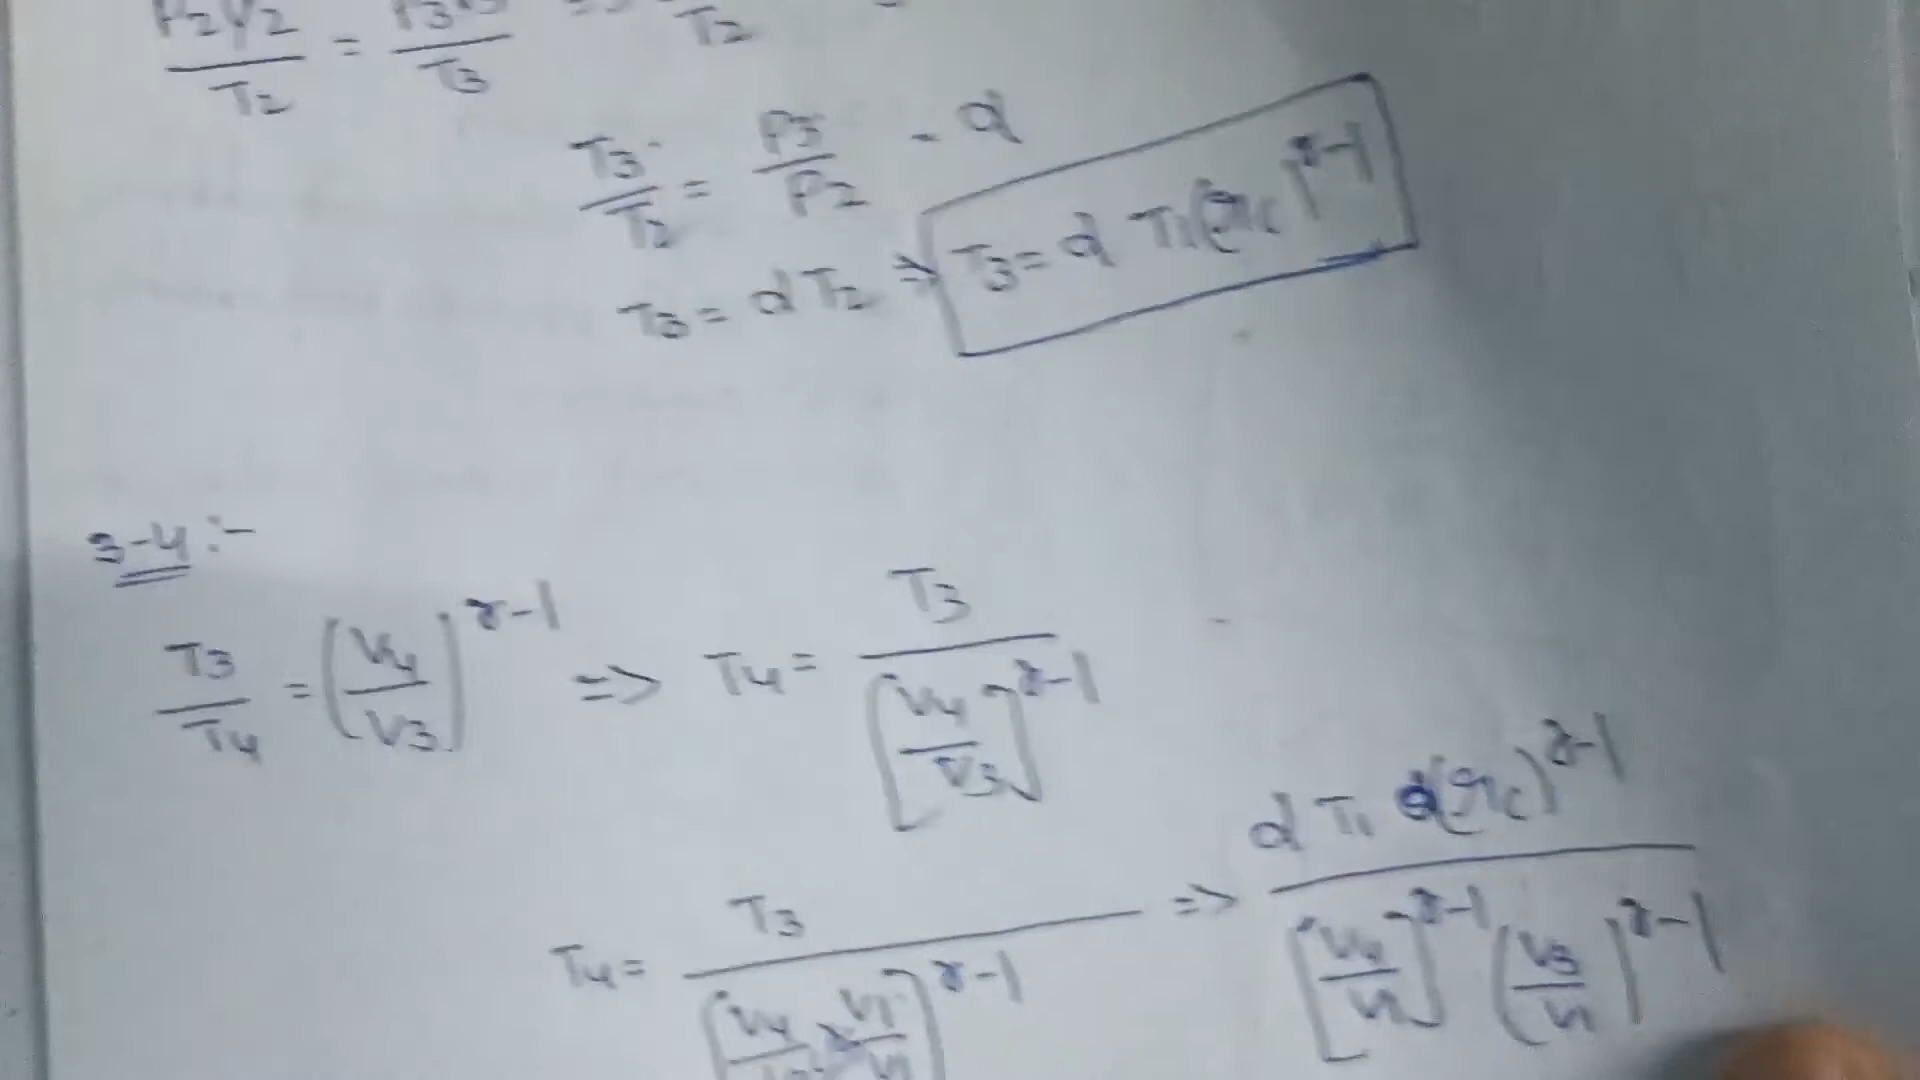 P2V2/T2 = P3V3/T3 => /T2
T3/T2 = P3/P2 = α
T3 = αT2 => T3 = α T1(rc)^γ-1
3-4:-
T3/T4 = (V4/V3)^γ-1 => T4 = T3/[V4/V3]^γ-1
T4 = T3/[V4/ × V1/V1]^γ-1 => α T1 (rc)^γ-1/[V4/V1]^γ-1 (V3/V1)^γ-1